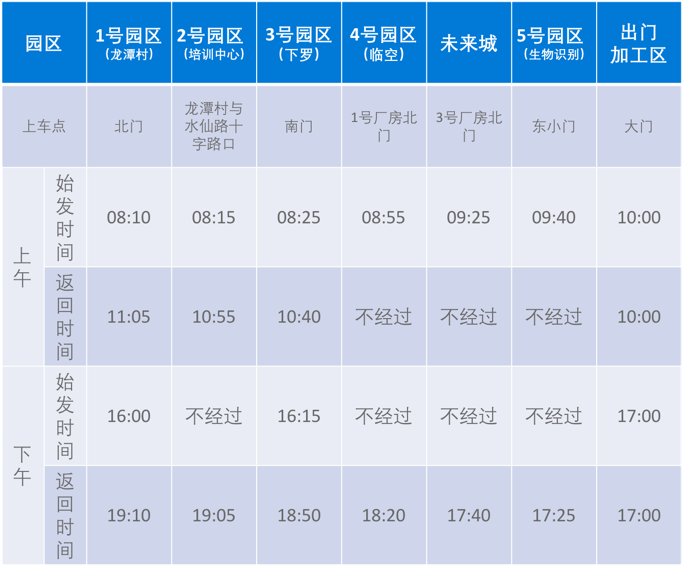 园区 1号园区 2号园区 3号园区 4号园区 未来城 5号园区 出门
(龙潭村) (培训中心) (下罗) (临空) (生物识别) 加工区
上车点 北门 龙潭村与 南门 1号厂房北 3号厂房北 东小门 大门
水仙路十 门 门
字路口
上午 始发时间 08:10 08:15 08:25 08:55 09:25 09:40 10:00
返回时间 11:05 10:55 10:40 不经过 不经过 不经过 10:00
下午 始发时间 16:00 不经过 16:15 不经过 不经过 不经过 17:00
返回时间 19:10 19:05 18:50 18:20 17:40 17:25 17:00